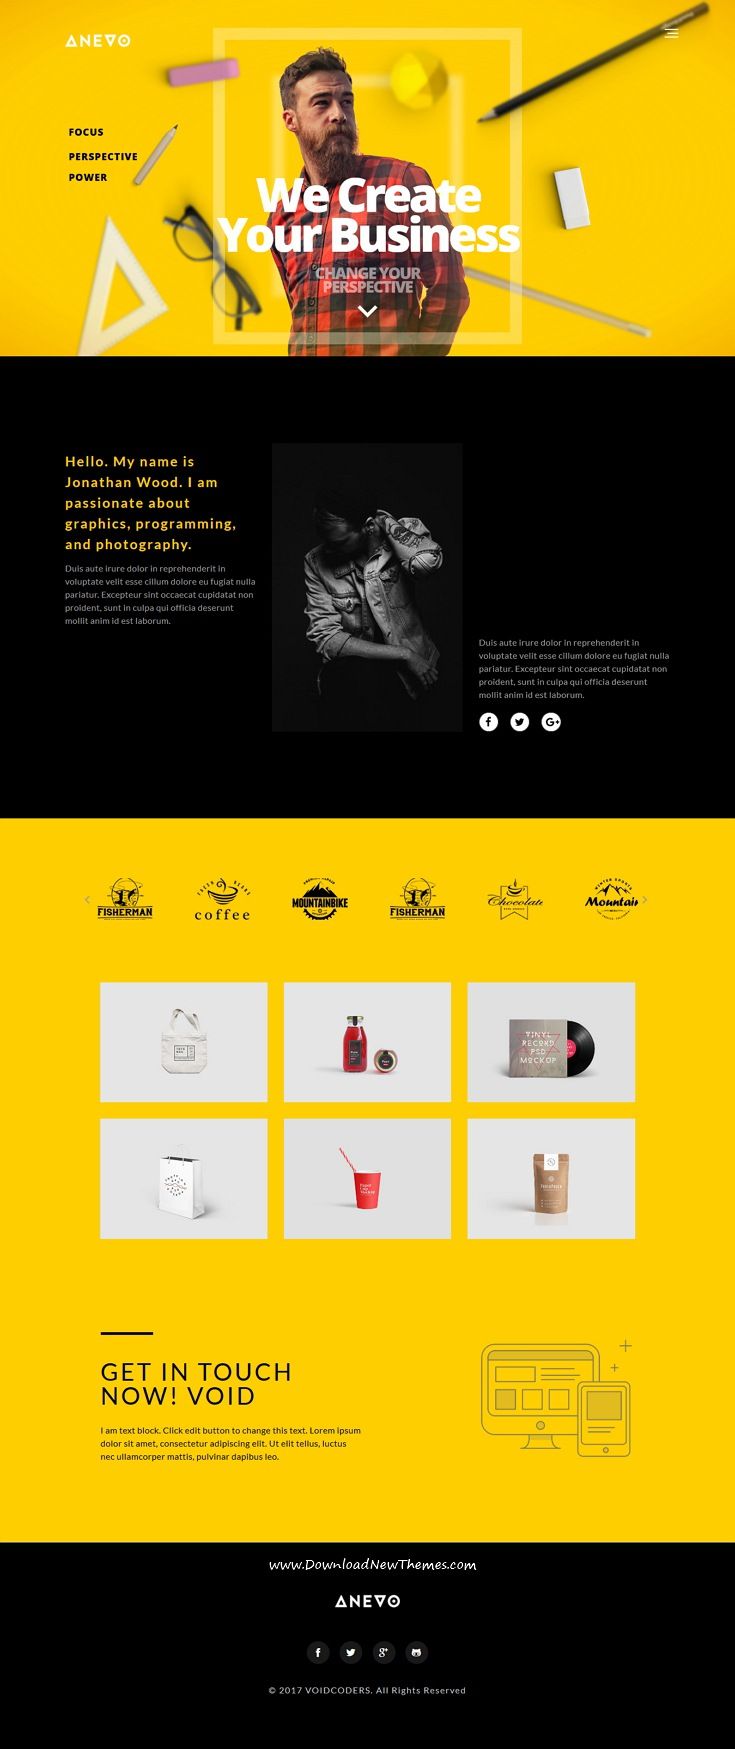 ANEVO
FOCUS
PERSPECTIVE
POWER
We Create
Your Business
CHANGE YOUR
PERSPECTIVE
Hello. My name is
Jonathan Wood. I am
passionate about
graphics, programming,
and photography.
Duis aute irure dolor in reprehenderit in
voluptate velit esse cillum dolore eu fugiat nulla
pariatur. Excepteur sint occaecat cupidatat non
proident, sunt in culpa qui officia deserunt
mollit anim id est laborum.
Duis aute irure dolor in reprehenderit in
voluptate velit esse cillum dolore eu fugiat nulla
pariatur. Excepteur sint occaecat cupidatat non
proident, sunt in culpa qui officia deserunt
mollit anim id est laborum.
FISHERMAN
FRESH BEANS
coffee
MOUNTAINBIKE
FISHERMAN
Chocolate
WINTER SPORTS
Mountain
VINYL
RECORD
PSD
MOCKUP
GET IN TOUCH
NOW! VOID
I am text block. Click edit button to change this text. Lorem ipsum
dolor sit amet, consectetur adipiscing elit. Ut elit tellus, luctus
nec ullamcorper mattis, pulvinar dapibus leo.
www.DownloadNewThemes.com
ANEVO
© 2017 VOIDCODERS. All Rights Reserved